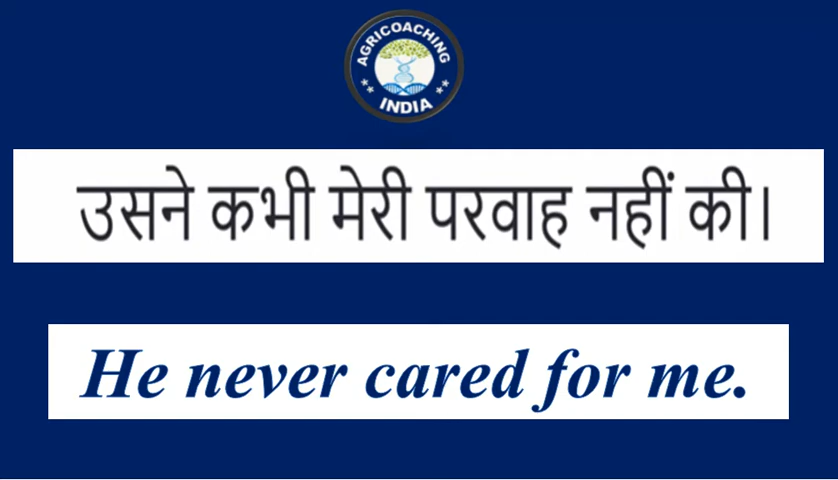 AGRICOACHING
INDIA
उसने कभी मेरी परवाह नहीं की।
He never cared for me.